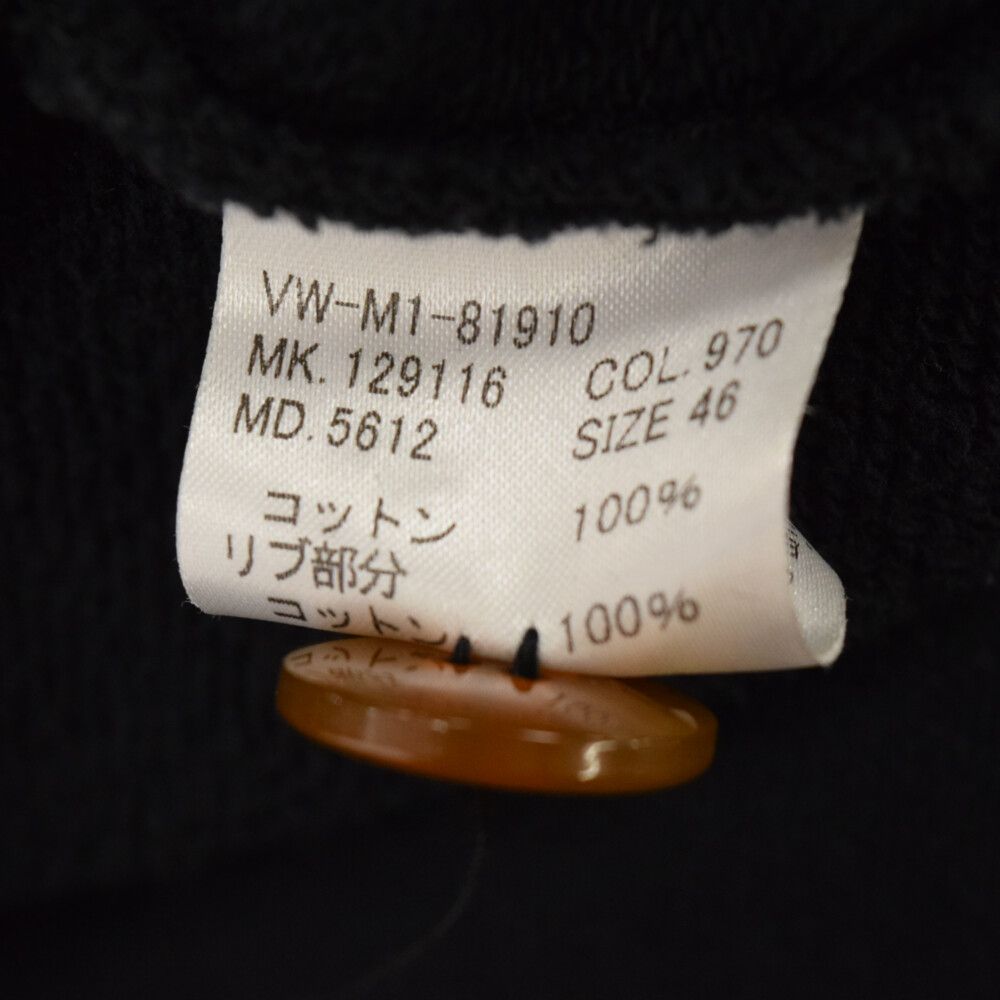 VW-M1-81910
MK. 129116 COL. 970
MD. 5612 SIZE 46
コットン 100%
リブ部分
コットン 100%